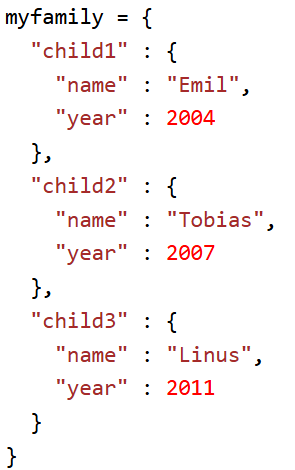 myfamily = {
  "child1" : {
    "name" : "Emil",
    "year" : 2004
  },
  "child2" : {
    "name" : "Tobias",
    "year" : 2007
  },
  "child3" : {
    "name" : "Linus",
    "year" : 2011
  }
}